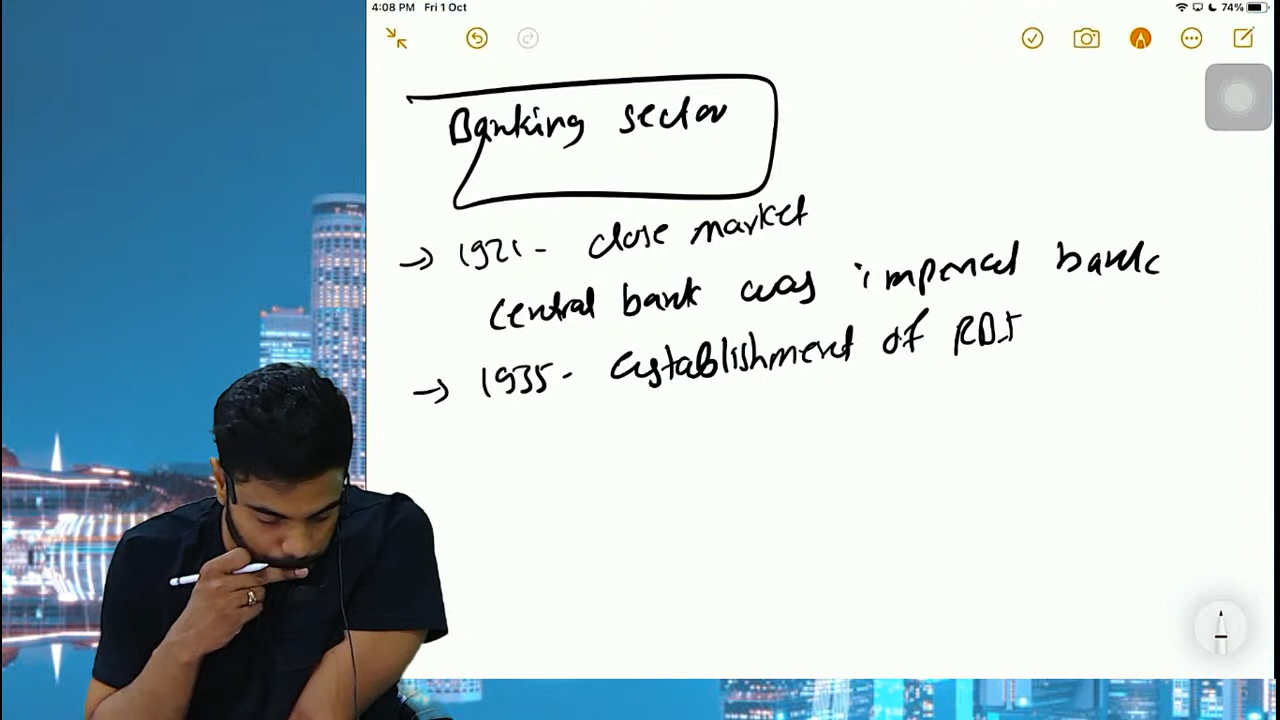 4:08 PM Fri 1 Oct 74%
Banking sector
→ 1921 - close market
central bank was imperial bank
→ 1935 - establishment of RBI